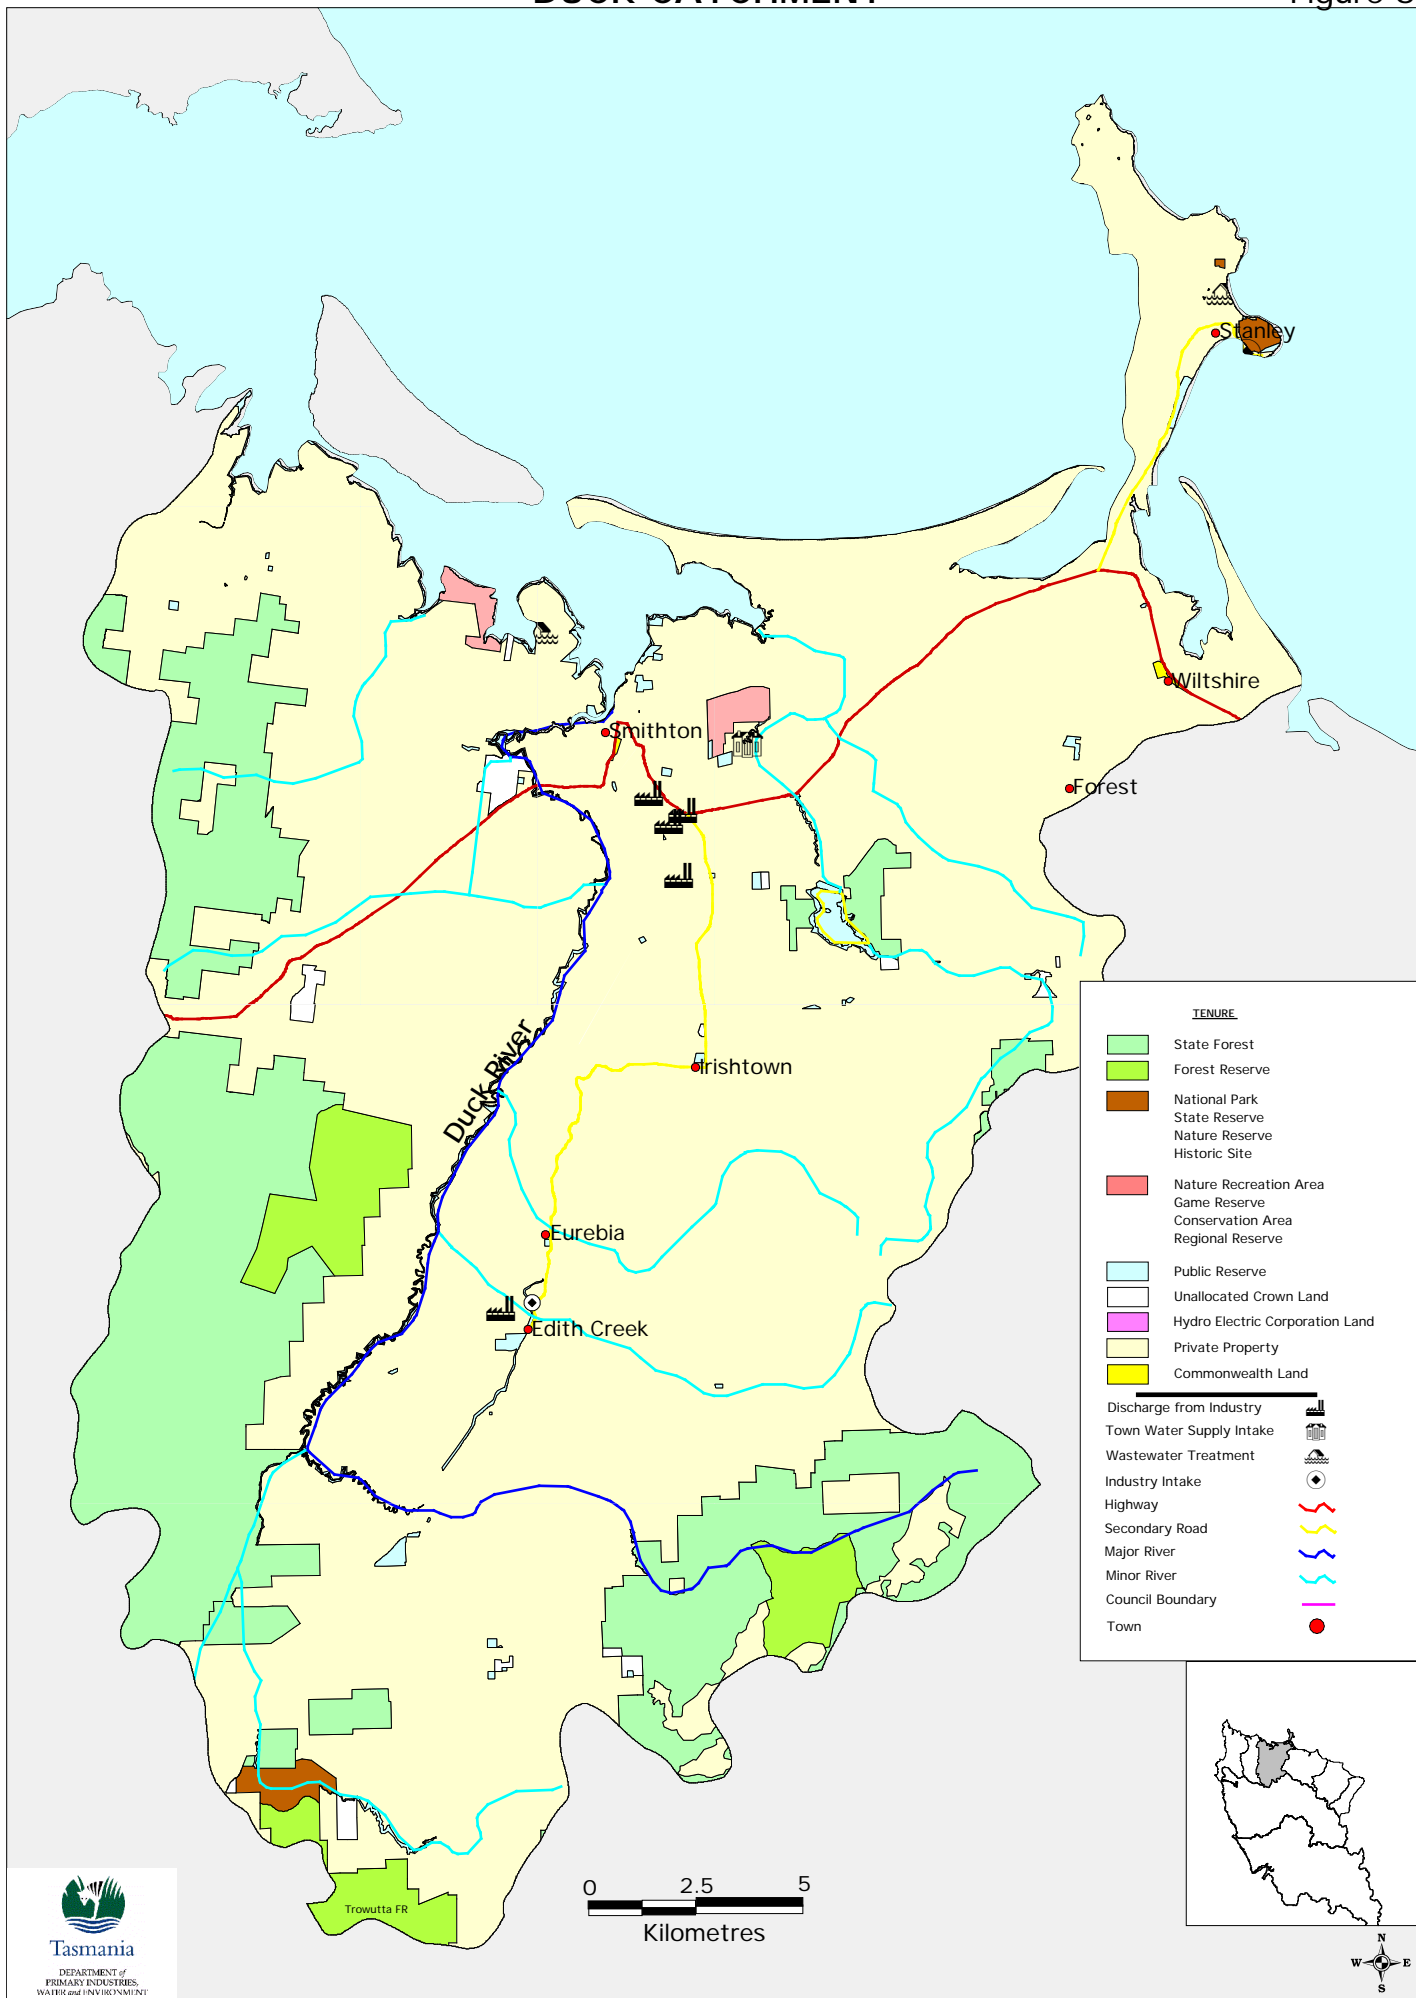 DUCK CATCHMENT
Figure
Stanley
Wiltshire
Smithton
Forest
Duck River
Irishtown
Eurebia
Edith Creek
Trowutta FR
TENURE
State Forest
Forest Reserve
National Park
State Reserve
Nature Reserve
Historic Site
Nature Recreation Area
Game Reserve
Conservation Area
Regional Reserve
Public Reserve
Unallocated Crown Land
Hydro Electric Corporation Land
Private Property
Commonwealth Land
Discharge from Industry
Town Water Supply Intake
Wastewater Treatment
Industry Intake
Highway
Secondary Road
Major River
Minor River
Council Boundary
Town
0 2.5 5
Kilometres
Tasmania
DEPARTMENT of
PRIMARY INDUSTRIES,
WATER and ENVIRONMENT
N
W E
S